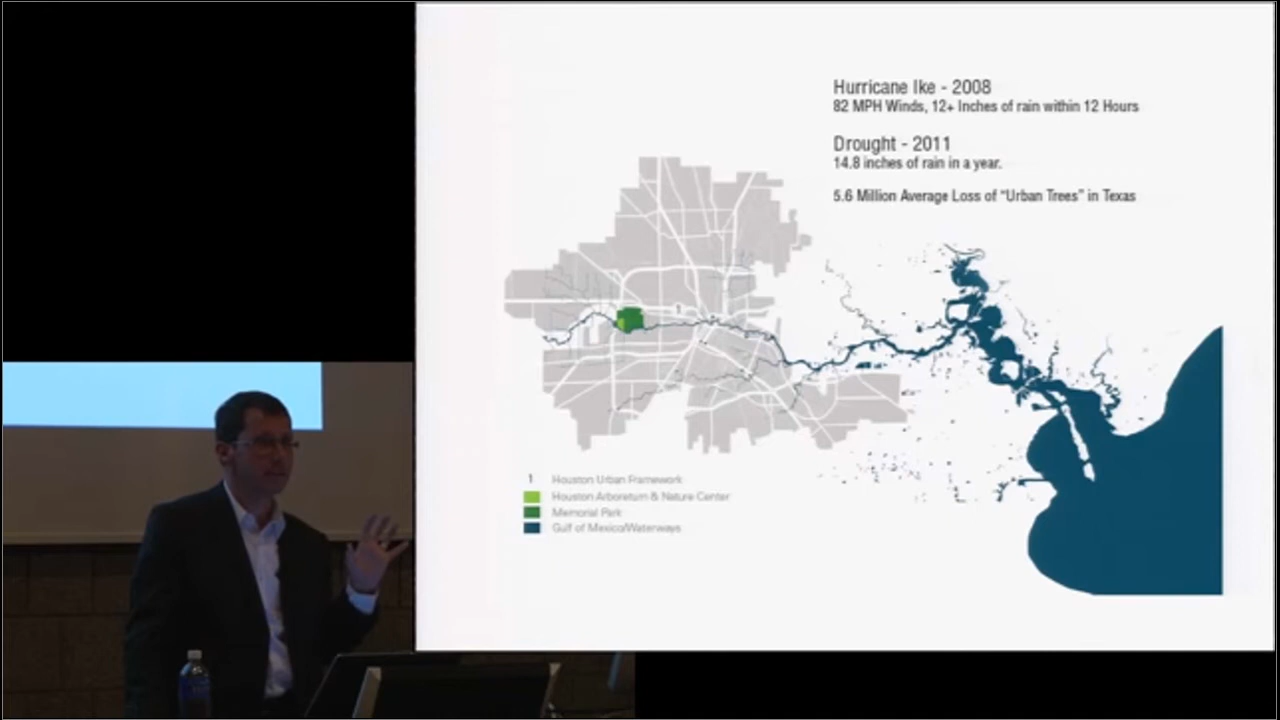 Hurricane Ike - 2008
82 MPH Winds, 12+ Inches of rain within 12 Hours
Drought - 2011
14.8 inches of rain in a year.
5.6 Million Average Loss of “Urban Trees” in Texas
1
1 Houston Urban Framework
Houston Arboretum & Nature Center
Memorial Park
Gulf of Mexico/Waterways